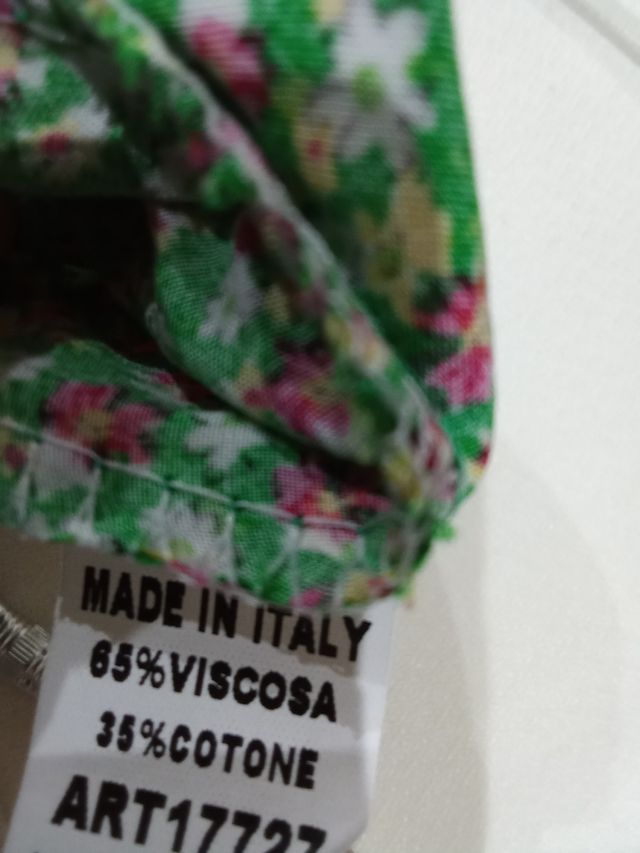 MADE IN ITALY
65%VISCOSA
35%COTONE
ART17727